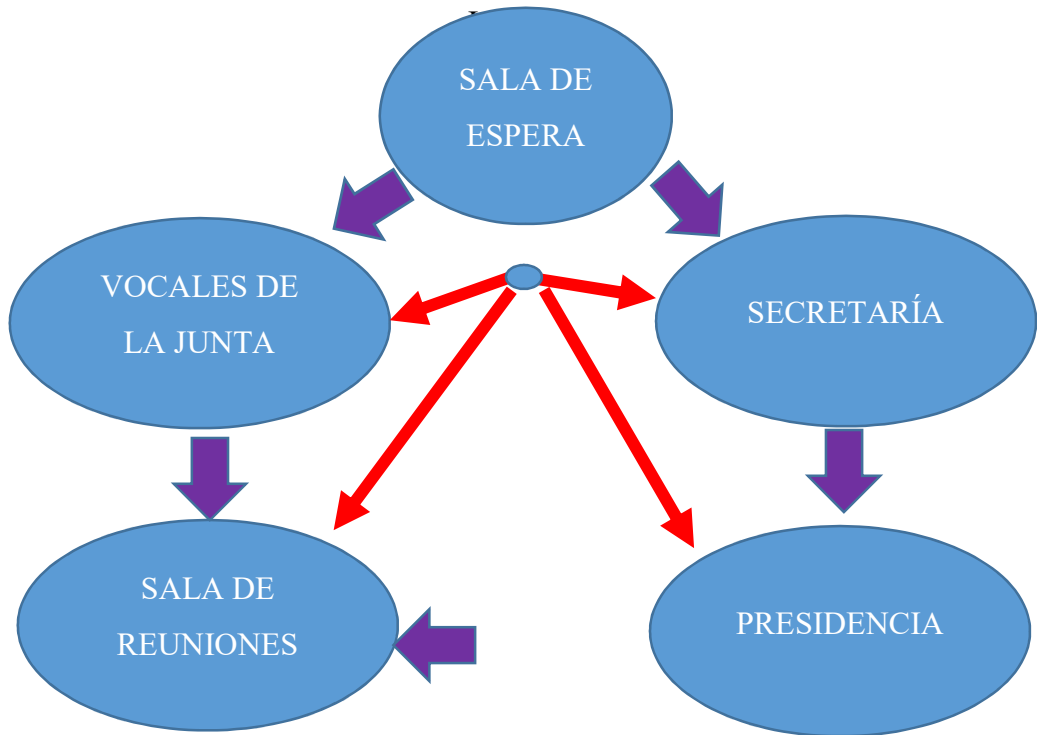 SALA DE
ESPERA
VOCALES DE
LA JUNTA
SECRETARÍA
SALA DE
REUNIONES
PRESIDENCIA